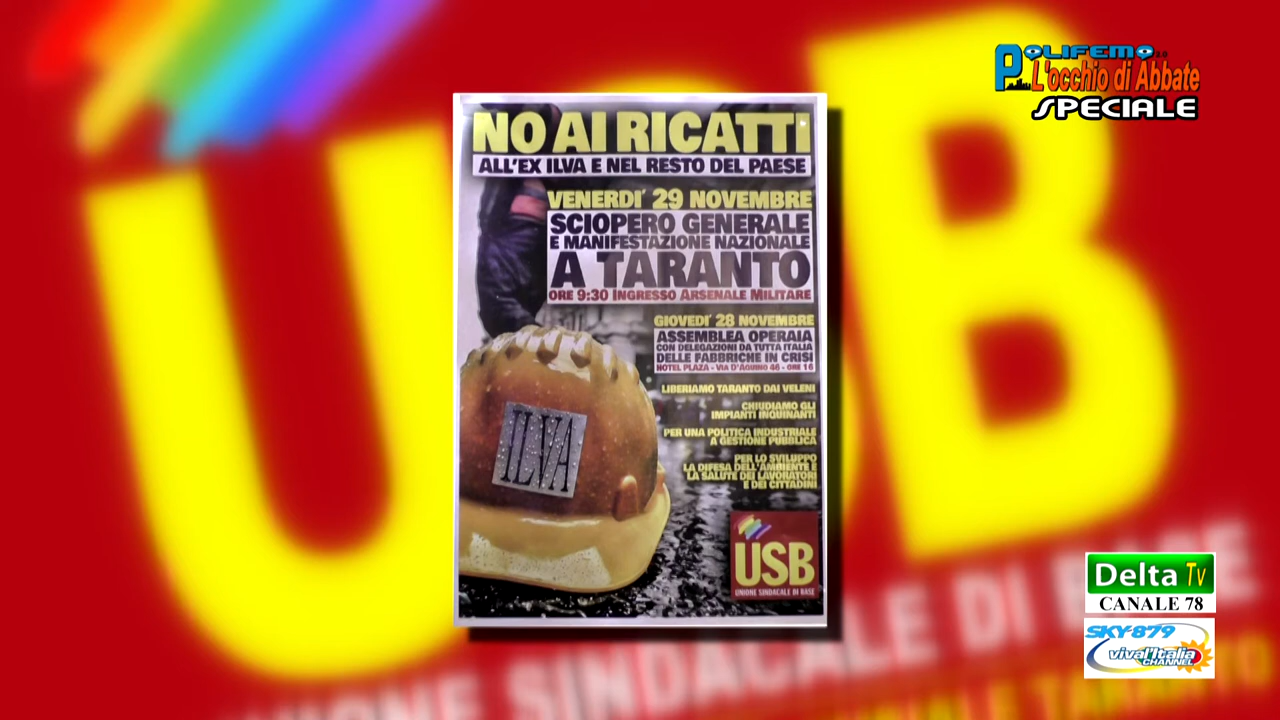 POLIFEMO 2.0
L'occhio di Abbate
SPECIALE
NO AI RICATTI
ALL'EX ILVA E NEL RESTO DEL PAESE
VENERDI' 29 NOVEMBRE
SCIOPERO GENERALE
E MANIFESTAZIONE NAZIONALE
A TARANTO
ORE 9:30 INGRESSO ARSENALE MILITARE
GIOVEDI' 28 NOVEMBRE
ASSEMBLEA OPERAIA
CON DELEGAZIONI DA TUTTA ITALIA
DELLE FABBRICHE IN CRISI
HOTEL PLAZA - VIA D'AQUINO 46 - ORE 16
LIBERIAMO TARANTO DAI VELENI
CHIUDIAMO GLI
IMPIANTI INQUINANTI
PER UNA POLITICA INDUSTRIALE
A GESTIONE PUBBLICA
PER LO SVILUPPO
LA DIFESA DELL'AMBIENTE E
LA SALUTE DEI LAVORATORI
E DEI CITTADINI
ILVA
USB
UNIONE SINDACALE DI BASE
USB
UNIONE SINDACALE DI BASE
TARANTO
Delta Tv
CANALE 78
SKY-879
viva l'Italia
CHANNEL